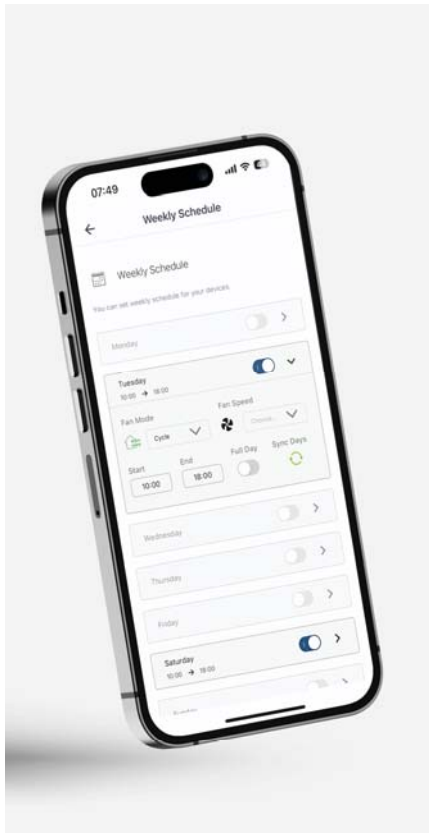 07:49
Weekly Schedule
Weekly Schedule
You can set weekly schedule for your devices
Monday
Tuesday
10:00 → 18:00
Fan Mode
Fan Speed
Cycle
Choose...
Start
End
Full Day
Sync Days
10:00
18:00
Wednesday
Thursday
Friday
Saturday
10:00 → 18:00
Sunday